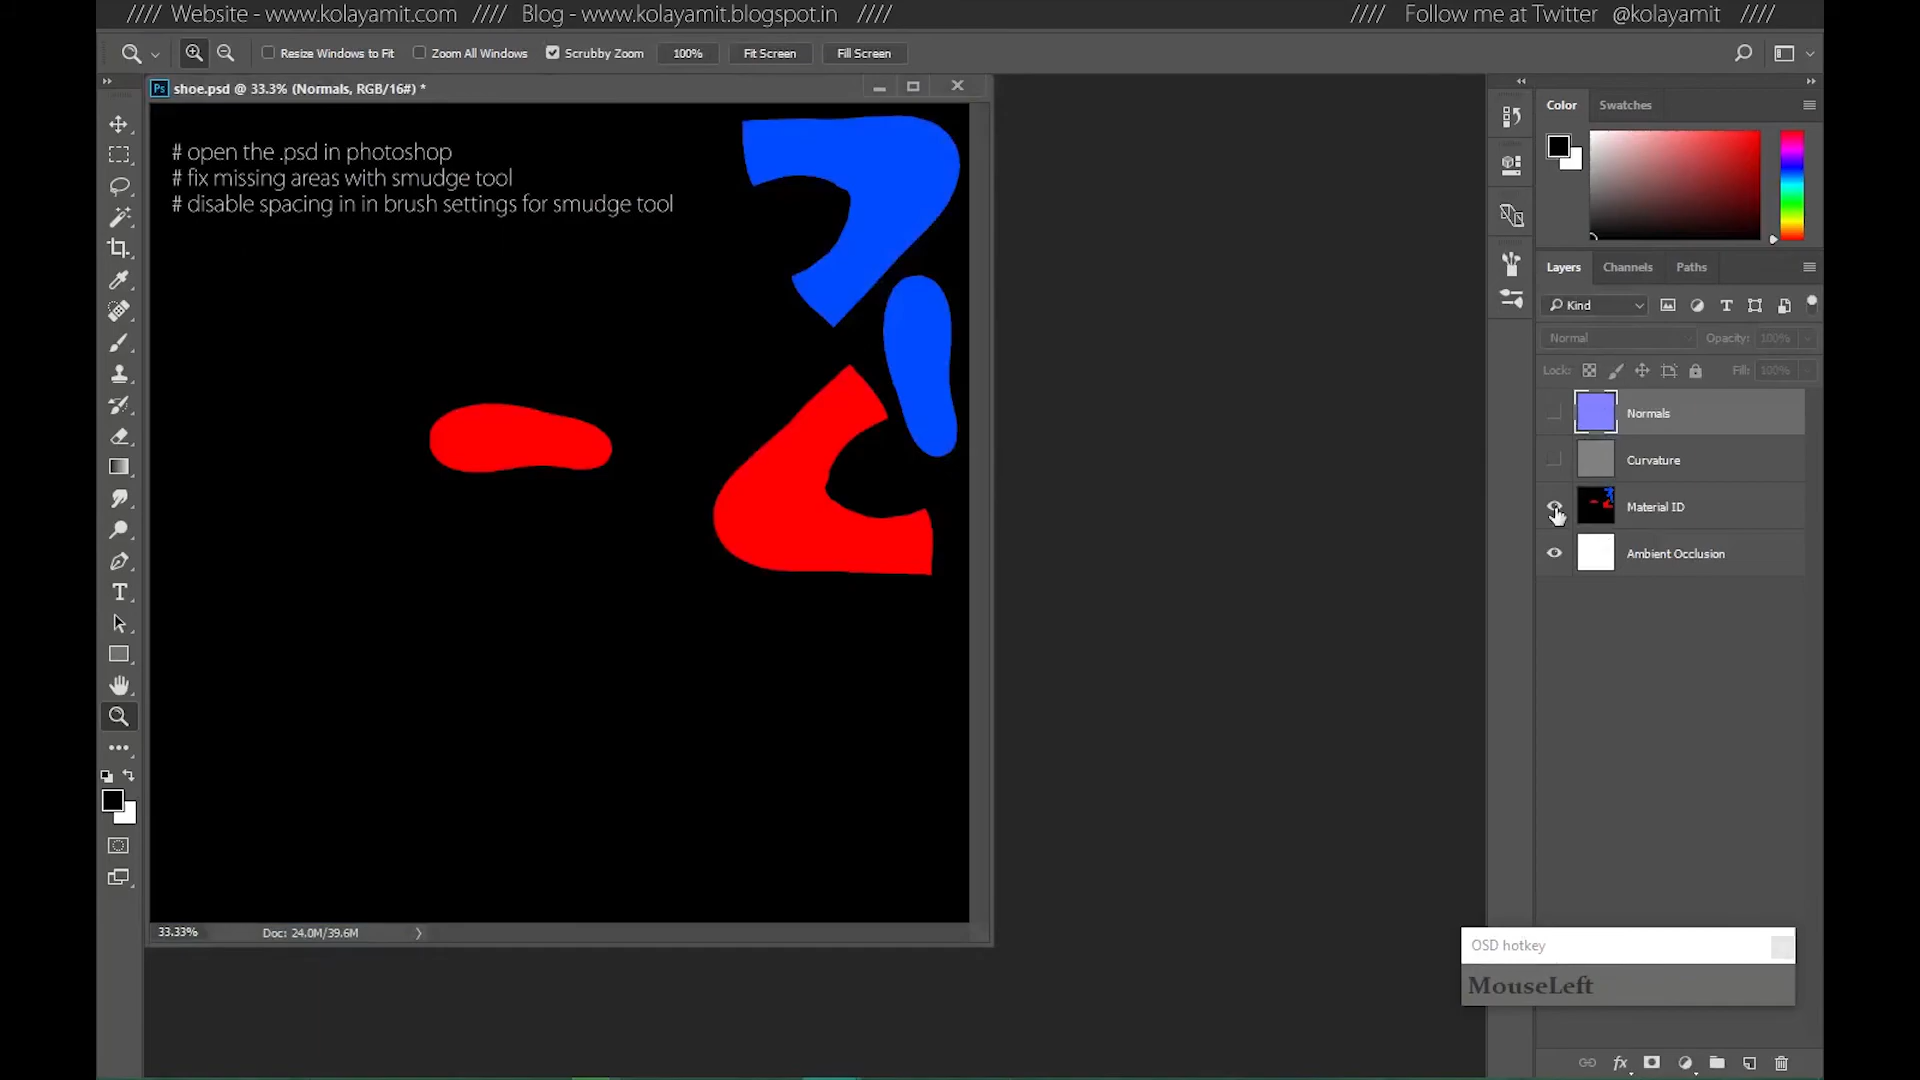 //// Website - www.kolayamit.com //// Blog - www.kolayamit.blogspot.in ////
//// Follow me at Twitter @kolayamit ////
Resize Windows to Fit
Zoom All Windows
Scrubby Zoom
100%
Fit Screen
Fill Screen
Ps shoe.psd @ 33.3% (Normals, RGB/16#) *
# open the .psd in photoshop
# fix missing areas with smudge tool
# disable spacing in in brush settings for smudge tool
Color
Swatches
Layers
Channels
Paths
Kind
Normal
Opacity: 100%
Lock:
Fill: 100%
Normals
Curvature
Material ID
Ambient Occlusion
33.33%
Doc: 24.0M/39.6M
OSD hotkey
MouseLeft
fx